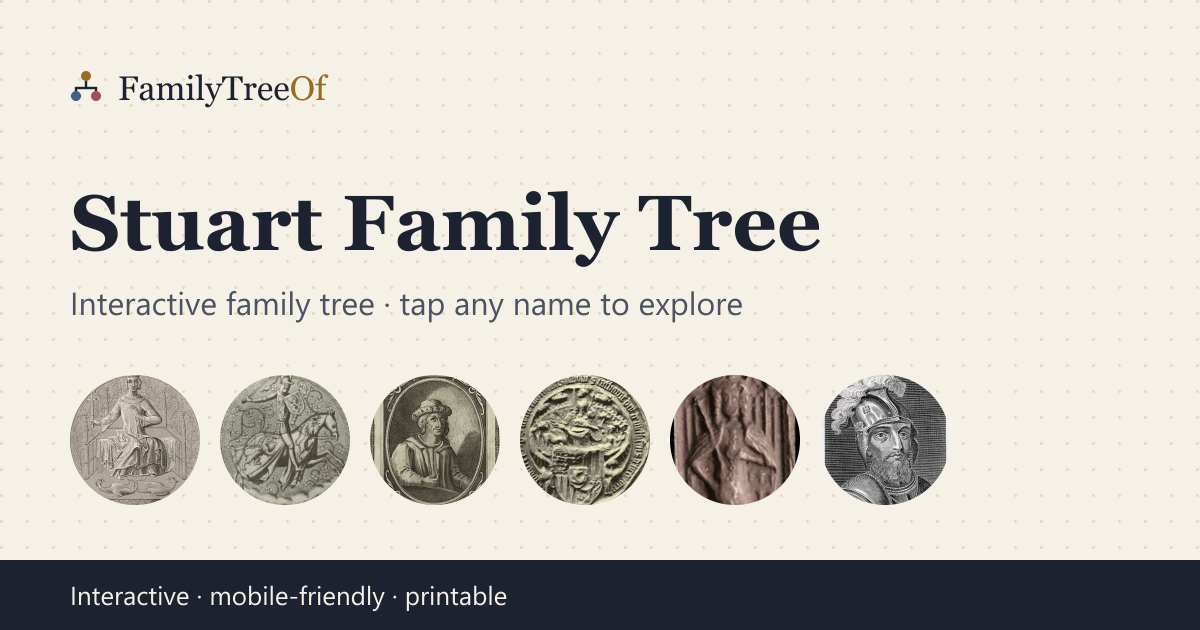 FamilyTreeOf
Stuart Family Tree
Interactive family tree · tap any name to explore
Interactive · mobile-friendly · printable